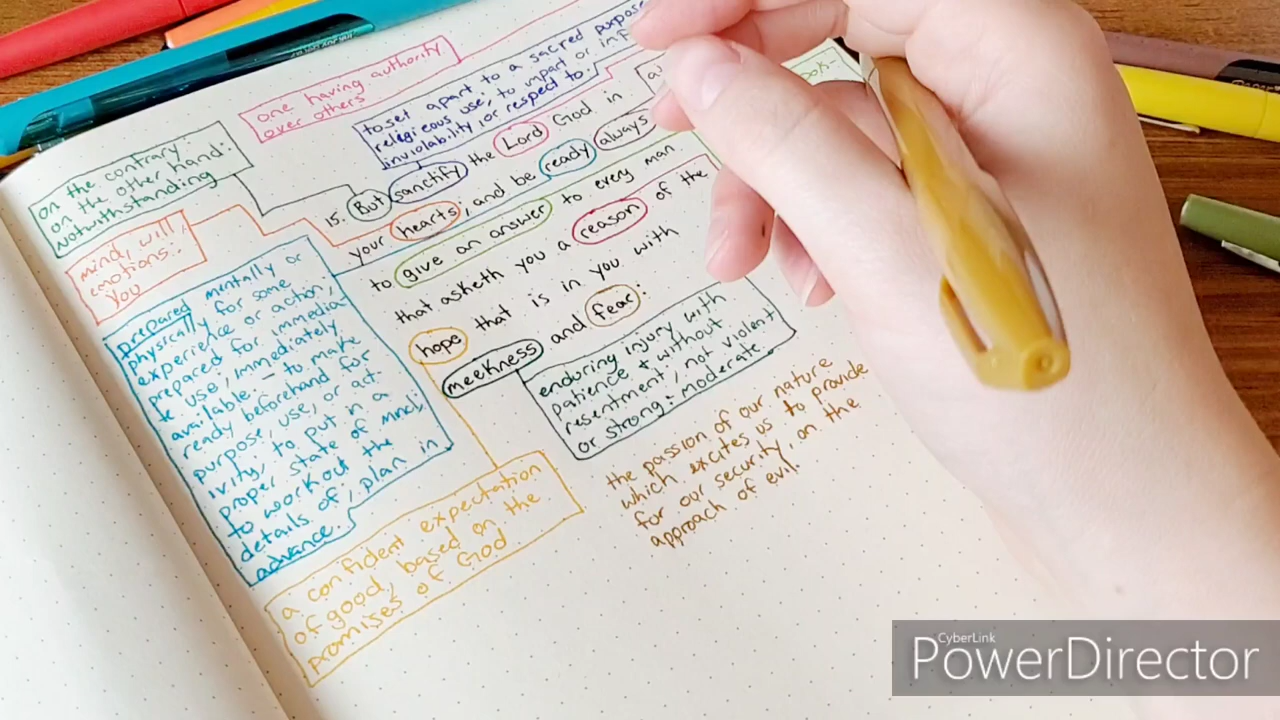 one having authority
over others
to set apart, to a sacred purpose
religieous use, to impart or
inviolability, or respect to.
on the contrary:
on the other hand:
notwithstanding
mind, will,
emotions::
you
15. But sanctify the Lord God in
your hearts, and be ready always
to give an answer to every man
that asketh you a reason of the
hope that is in you with
meekness and fear:
prepared mentally or
physically for some
experience or action,
prepared for immedia-
te use, immediately
available. - to make
ready beforehand for
purpose, use, or act.
ivity; to put in a
proper state of mind;
to work out the
details of, plan in
advance.
enduring injury with
patience & without
resentment, not violent
or strong = moderate.
a confident expectation
of good, based on the
promises of God
the passion of our nature
which excites us to provide
for our security, on the
approach of evil.
CyberLink
PowerDirector